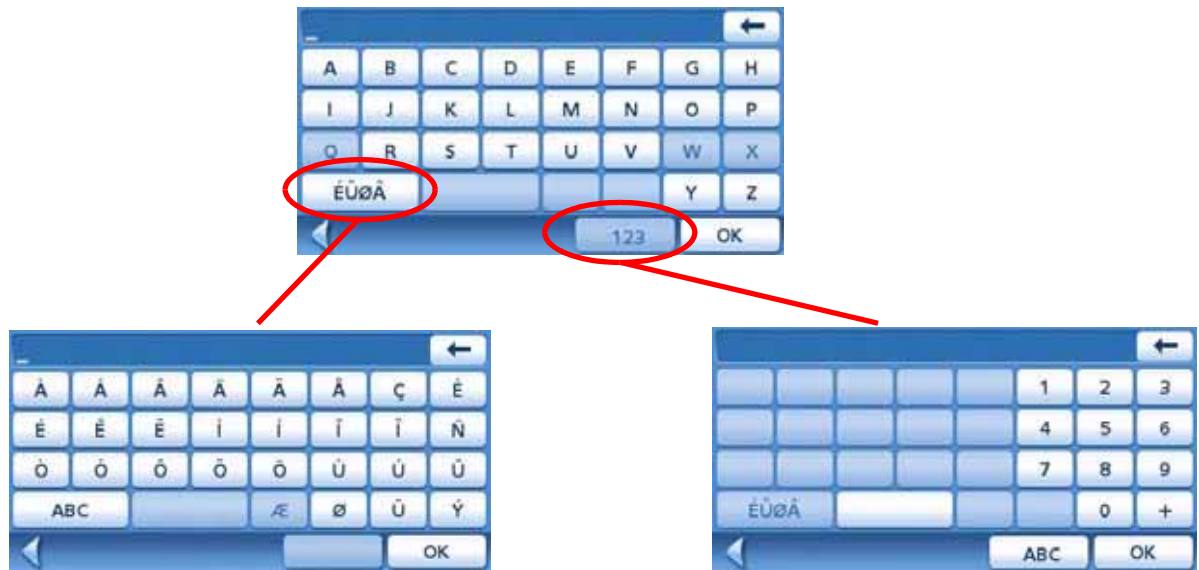 _
A B C D E F G H
I J K L M N O P
Q R S T U V W X
ÉÜØÂ Y Z
123 OK
_
À Á Â Ã Ä Å Ç È
É Ê Ë Ì Í Î Ï Ñ
Ò Ó Ô Õ Ö Ù Ú Û
ABC Æ Ø Ü Ý
OK
1 2 3
4 5 6
7 8 9
ÉÜØÂ 0 +
ABC OK